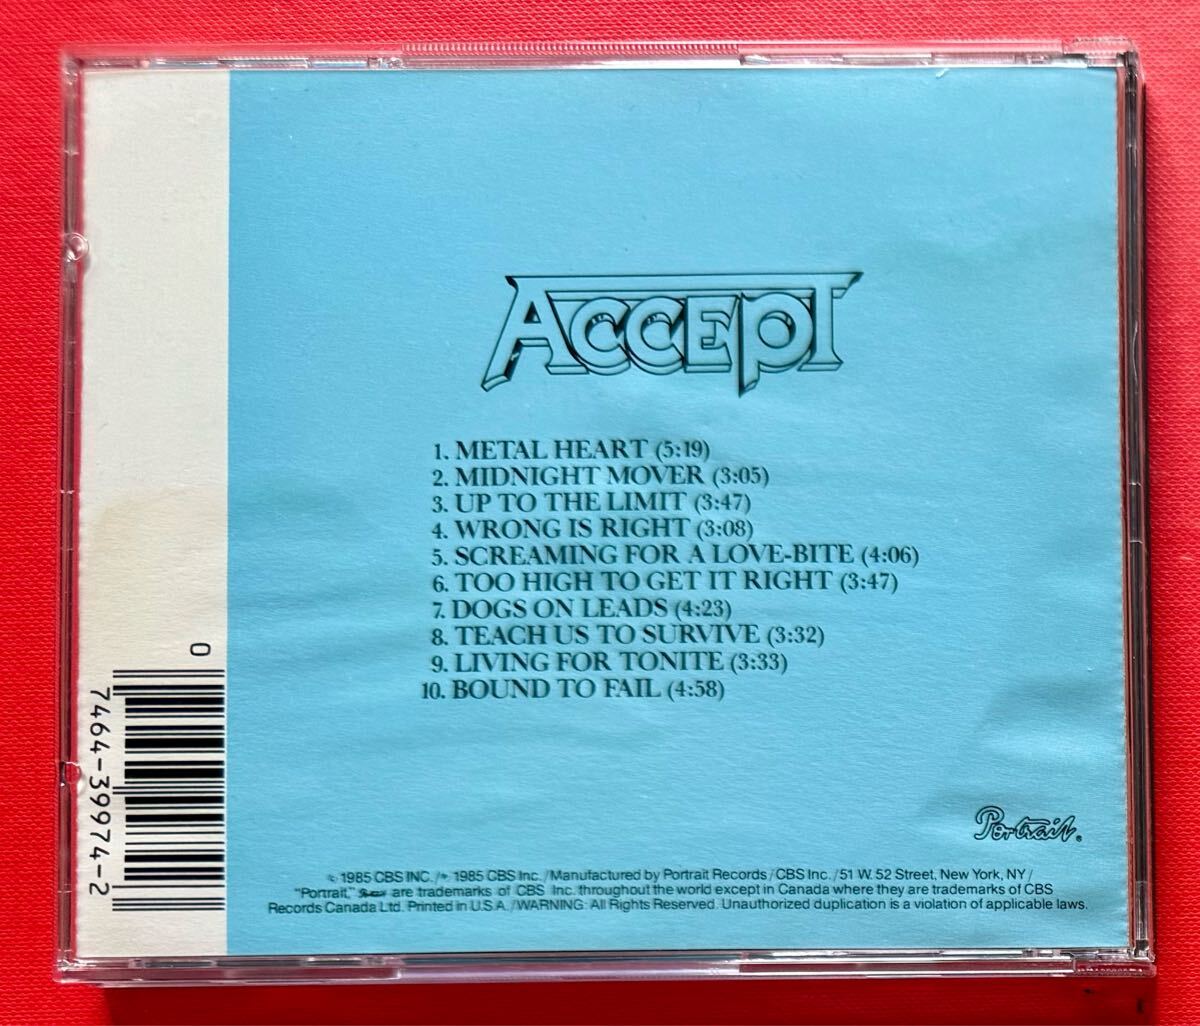 ACCEPT
1. METAL HEART (5:19)
2. MIDNIGHT MOVER (3:05)
3. UP TO THE LIMIT (3:47)
4. WRONG IS RIGHT (3:08)
5. SCREAMING FOR A LOVE-BITE (4:06)
6. TOO HIGH TO GET IT RIGHT (3:47)
7. DOGS ON LEADS (4:23)
8. TEACH US TO SURVIVE (3:32)
9. LIVING FOR TONITE (3:33)
10. BOUND TO FAIL (4:58)
0
7464-39974-2
Portrait®
© 1985 CBS INC./℗ 1985 CBS Inc./Manufactured by Portrait Records/CBS Inc./51 W. 52 Street, New York, NY/
"Portrait," Portrait are trademarks of CBS Inc. throughout the world except in Canada where they are trademarks of CBS
Records Canada Ltd. Printed in U.S.A./WARNING: All Rights Reserved. Unauthorized duplication is a violation of applicable laws.